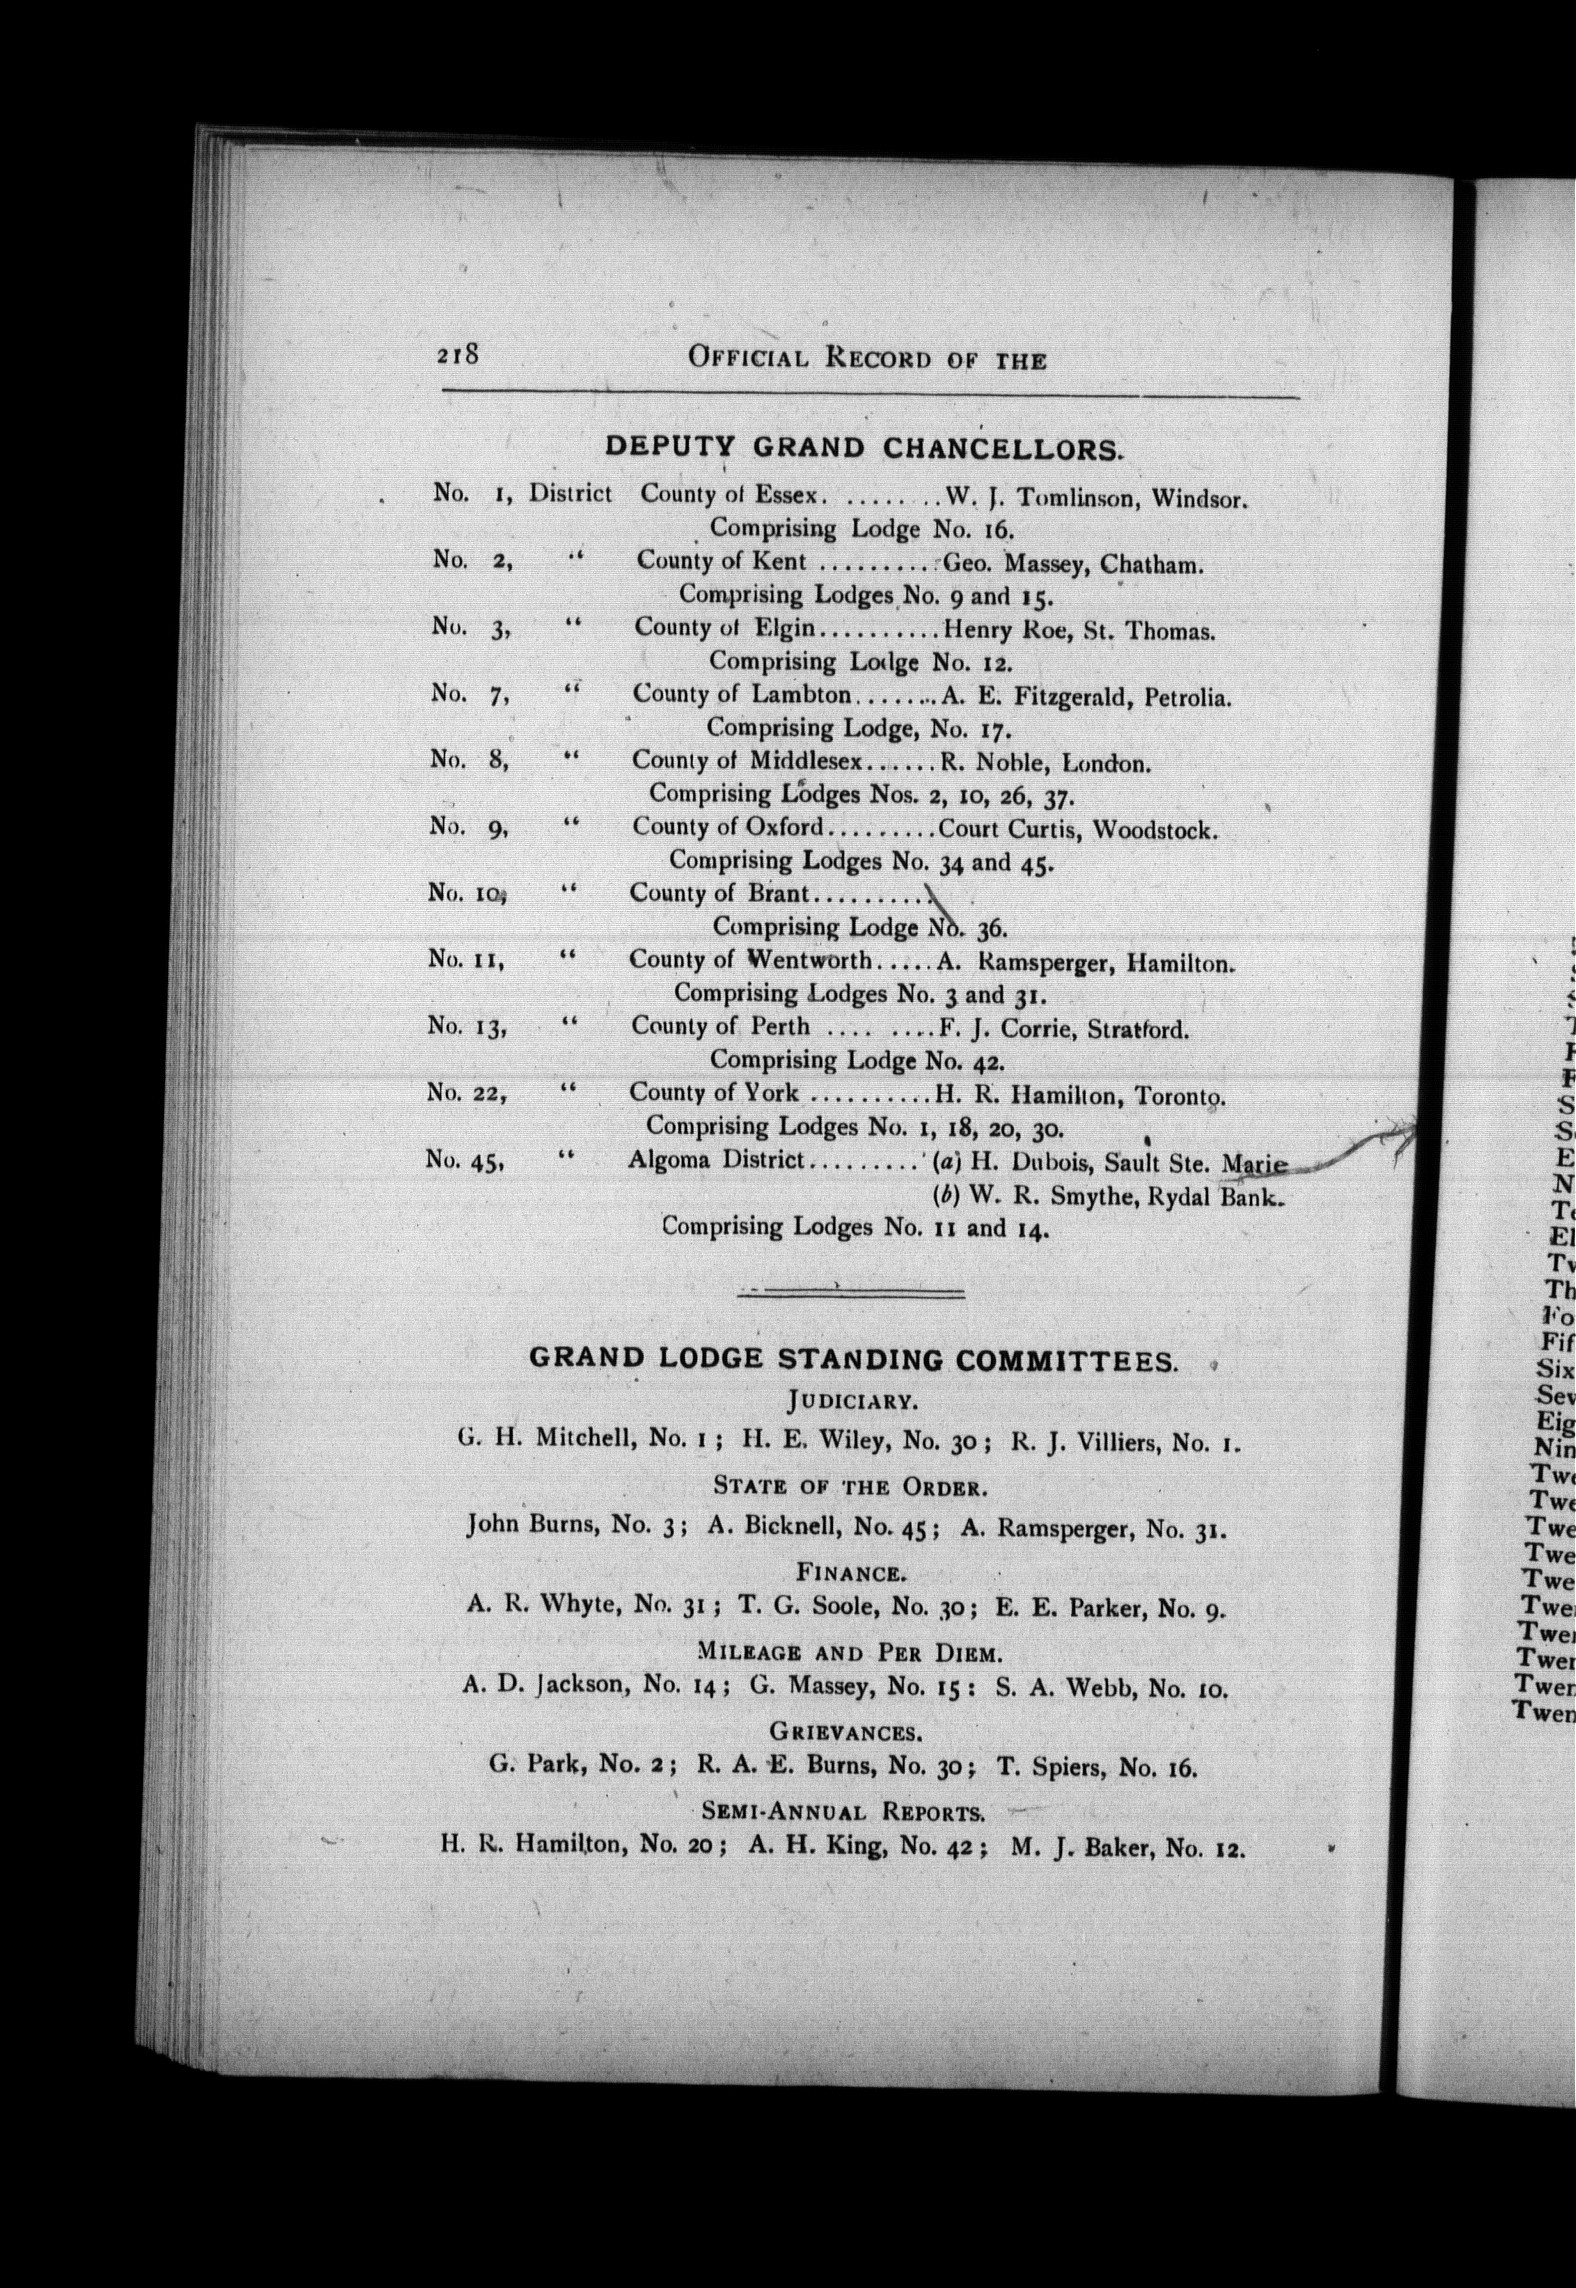 218 OFFICIAL RECORD OF THE
DEPUTY GRAND CHANCELLORS.
No. 1, District County of Essex. ........W. J. Tomlinson, Windsor.
Comprising Lodge No. 16.
No. 2, “ County of Kent ..........Geo. Massey, Chatham.
Comprising Lodges No. 9 and 15.
No. 3, “ County of Elgin..........Henry Roe, St. Thomas.
Comprising Lodge No. 12.
No. 7, “ County of Lambton........A. E. Fitzgerald, Petrolia.
Comprising Lodge, No. 17.
No. 8, “ County of Middlesex......R. Noble, London.
Comprising Lodges Nos. 2, 10, 26, 37.
No. 9, “ County of Oxford.........Court Curtis, Woodstock.
Comprising Lodges No. 34 and 45.
No. 10, “ County of Brant..........
Comprising Lodge No. 36.
No. 11, “ County of Wentworth.....A. Ramsperger, Hamilton.
Comprising Lodges No. 3 and 31.
No. 13, “ County of Perth .... ....F. J. Corrie, Stratford.
Comprising Lodge No. 42.
No. 22, “ County of York ..........H. R. Hamilton, Toronto.
Comprising Lodges No. 1, 18, 20, 30.
No. 45, “ Algoma District.........(a) H. Dubois, Sault Ste. Marie
(b) W. R. Smythe, Rydal Bank.
Comprising Lodges No. 11 and 14.
GRAND LODGE STANDING COMMITTEES.
JUDICIARY.
G. H. Mitchell, No. 1; H. E. Wiley, No. 30; R. J. Villiers, No. 1.
STATE OF THE ORDER.
John Burns, No. 3; A. Bicknell, No. 45; A. Ramsperger, No. 31.
FINANCE.
A. R. Whyte, No. 31; T. G. Soole, No. 30; E. E. Parker, No. 9.
MILEAGE AND PER DIEM.
A. D. Jackson, No. 14; G. Massey, No. 15: S. A. Webb, No. 10.
GRIEVANCES.
G. Park, No. 2; R. A. E. Burns, No. 30; T. Spiers, No. 16.
SEMI-ANNUAL REPORTS.
H. R. Hamilton, No. 20; A. H. King, No. 42; M. J. Baker, No. 12.